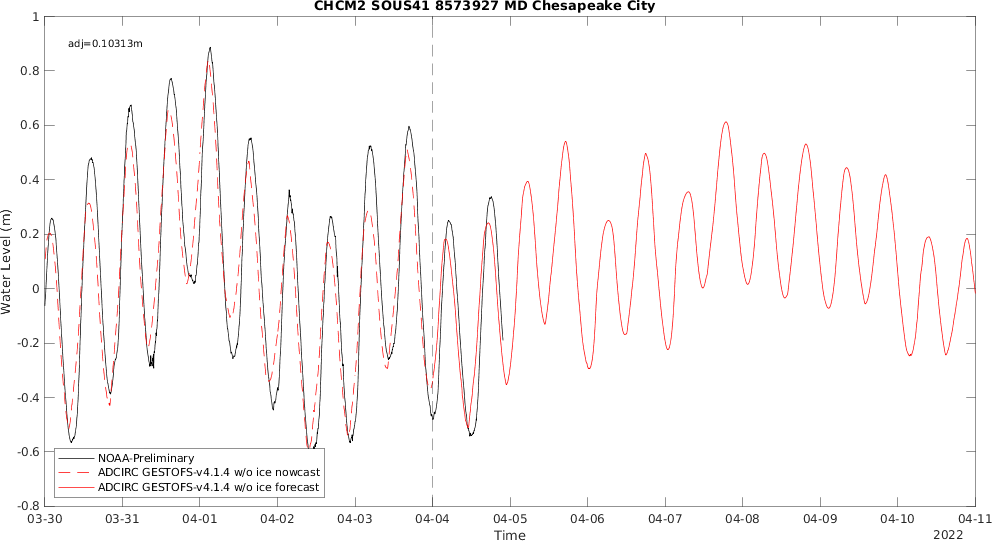 CHCM2 SOUS41 8573927 MD Chesapeake City
adj=0.10313m
1
0.8
0.6
0.4
0.2
0
-0.2
-0.4
-0.6
-0.8
Water Level (m)
NOAA-Preliminary
ADCIRC GESTOFS-v4.1.4 w/o ice nowcast
ADCIRC GESTOFS-v4.1.4 w/o ice forecast
03-30 03-31 04-01 04-02 04-03 04-04 04-05 04-06 04-07 04-08 04-09 04-10 04-11
Time
2022